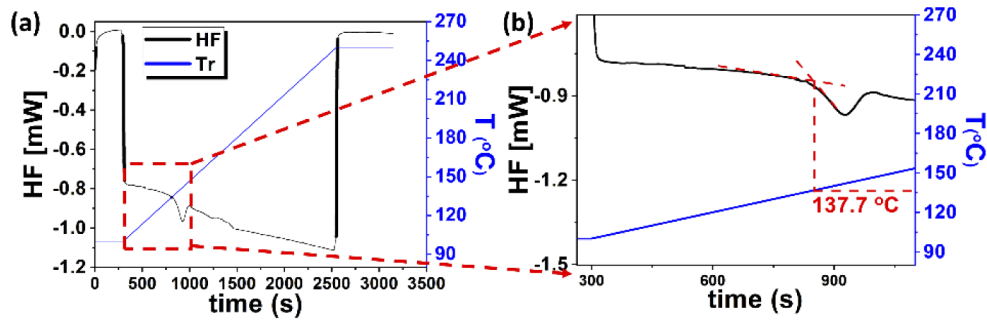 (a)
HF
Tr
HF [mW]
0.0
-0.2
-0.4
-0.6
-0.8
-1.0
-1.2
0 500 1000 1500 2000 2500 3000 3500
time (s)
270
240
210
180
150
120
90
T (°C)
(b)
HF [mW]
-0.9
-1.2
-1.5
300 600 900
time (s)
137.7 °C
270
240
210
180
150
120
90
T (°C)